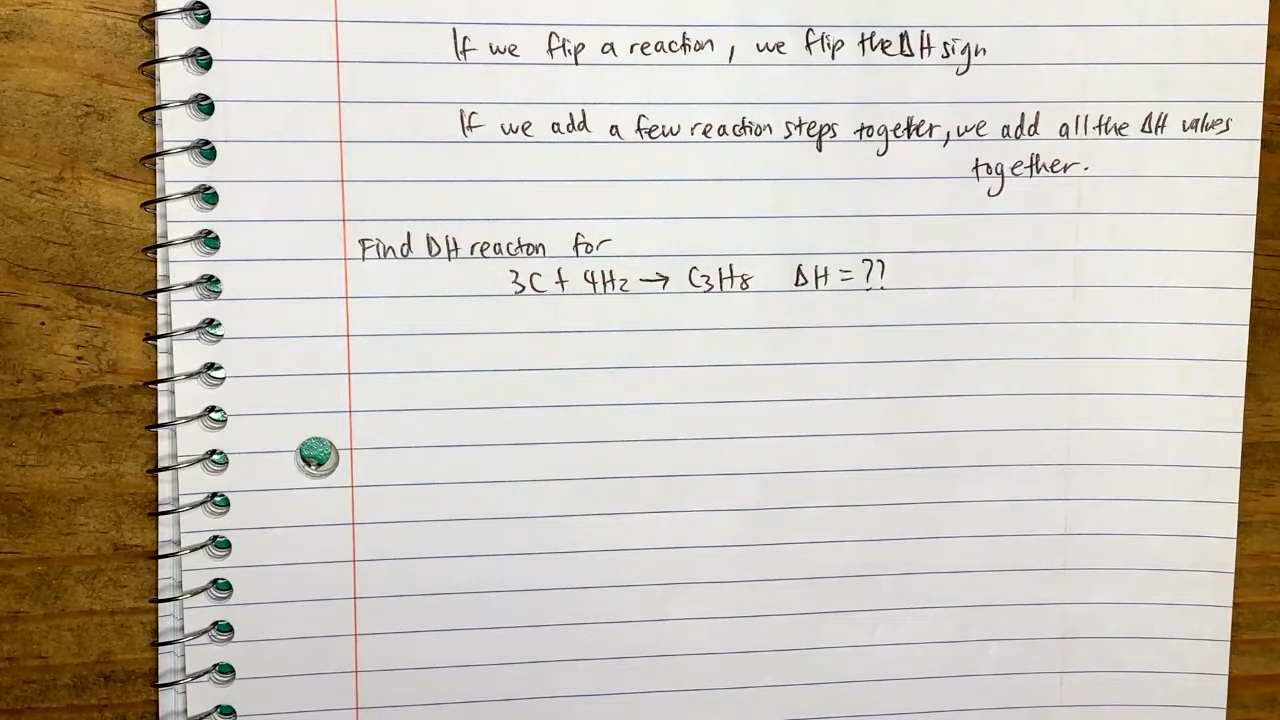 If we flip a reaction, we flip the ΔH sign
If we add a few reaction steps together, we add all the ΔH values
together.
Find ΔH reacton for
3C + 4H₂ → C₃H₈ ΔH = ??